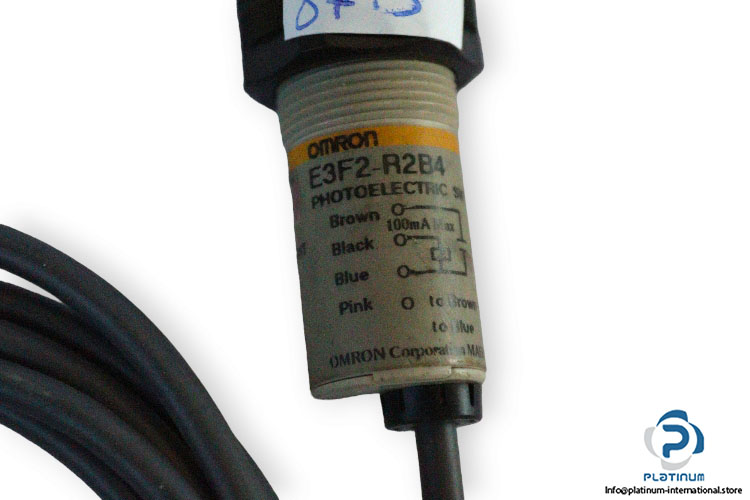 OMRON
E3F2-R2B4
PHOTOELECTRIC
Brown
100mA Max
Black
Blue
Pink to Brown
to Blue
OMRON Corporation
PLATINUM
Info@platinum-international.store